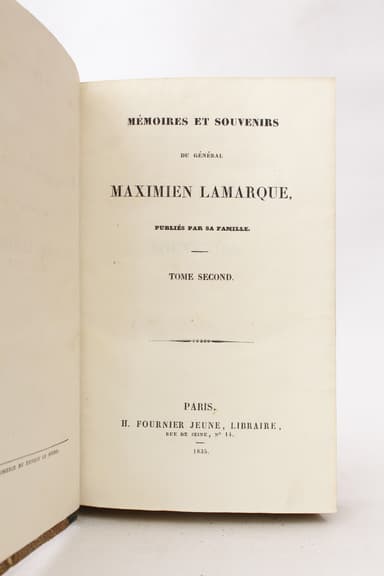 MÉMOIRES ET SOUVENIRS
DU GÉNÉRAL
MAXIMIEN LAMARQUE,
PUBLIÉS PAR SA FAMILLE.
TOME SECOND.
PARIS,
H. FOURNIER JEUNE, LIBRAIRE,
RUE DE SEINE, Nº 14.
1835.